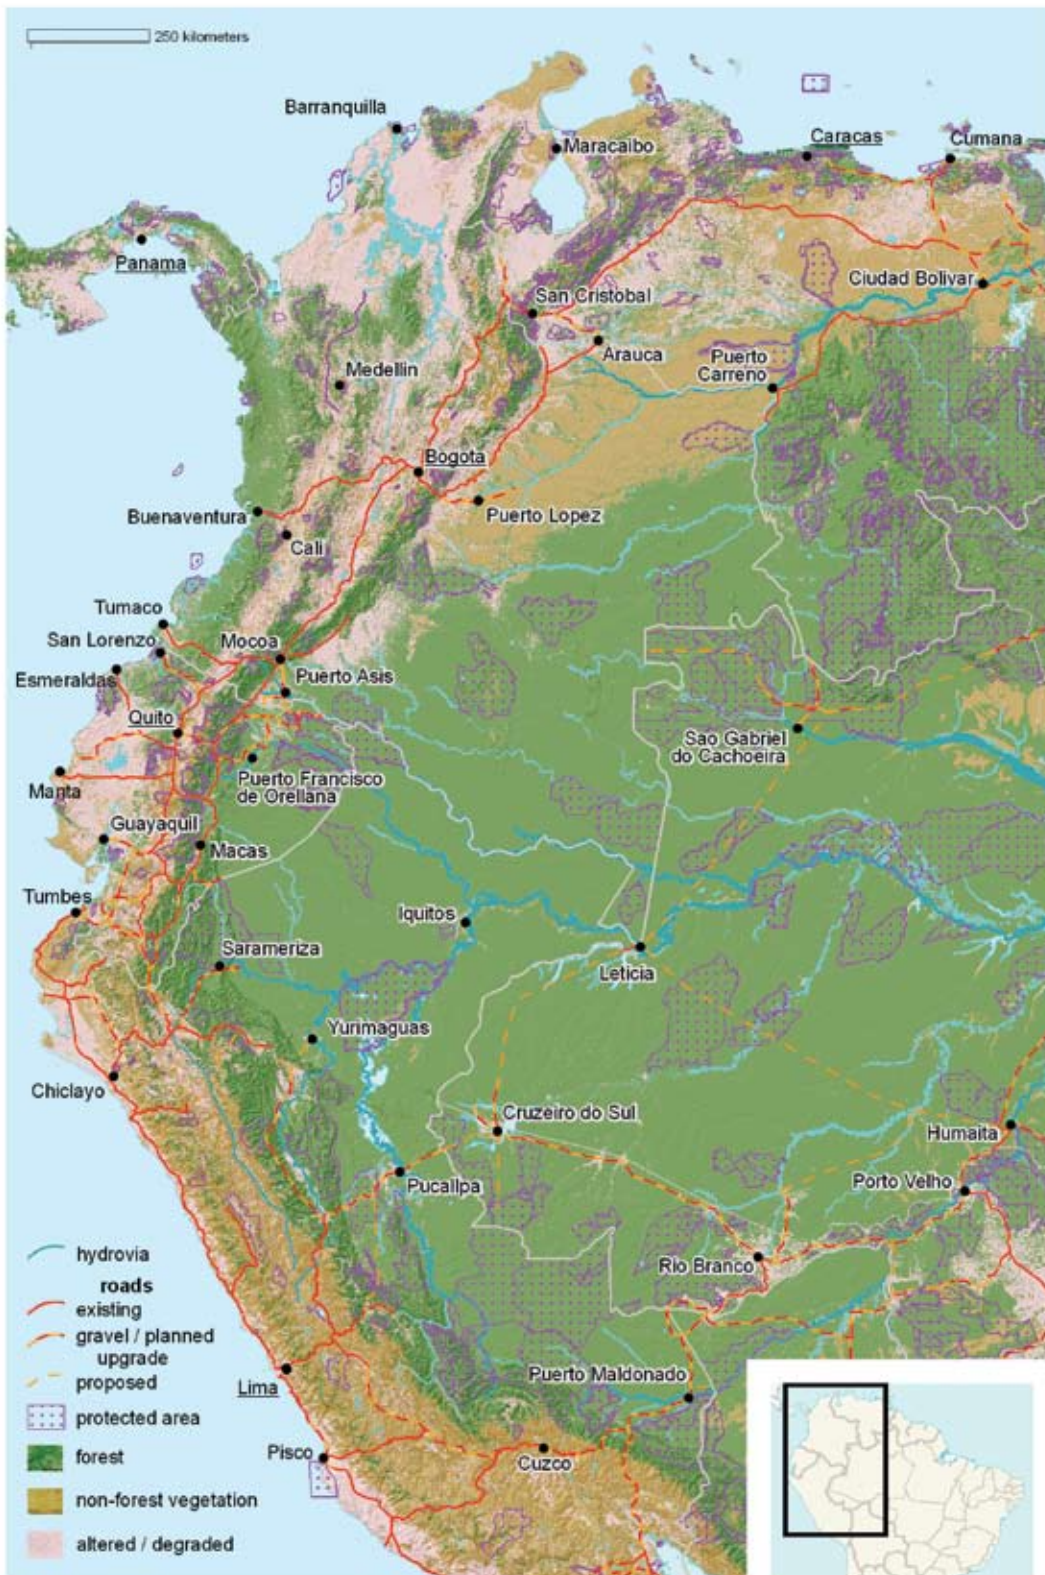 250 kilometers
Barranquilla
Maracaibo
Caracas
Cumana
Panama
Ciudad Bolivar
San Cristobal
Arauca
Puerto
Carreno
Medellin
Bogota
Puerto Lopez
Buenaventura
Cali
Tumaco
San Lorenzo
Mocoa
Esmeraldas
Puerto Asis
Quito
Sao Gabriel
do Cachoeira
Manta
Puerto Francisco
de Orellana
Guayaquil
Macas
Tumbes
Iquitos
Sarameriza
Leticia
Yurimaguas
Chiclayo
Cruzeiro do Sul
Humaita
Pucallpa
Porto Velho
Rio Branco
Puerto Maldonado
Lima
Pisco
Cuzco
hydrovia
roads
existing
gravel / planned
upgrade
proposed
protected area
forest
non-forest vegetation
altered / degraded